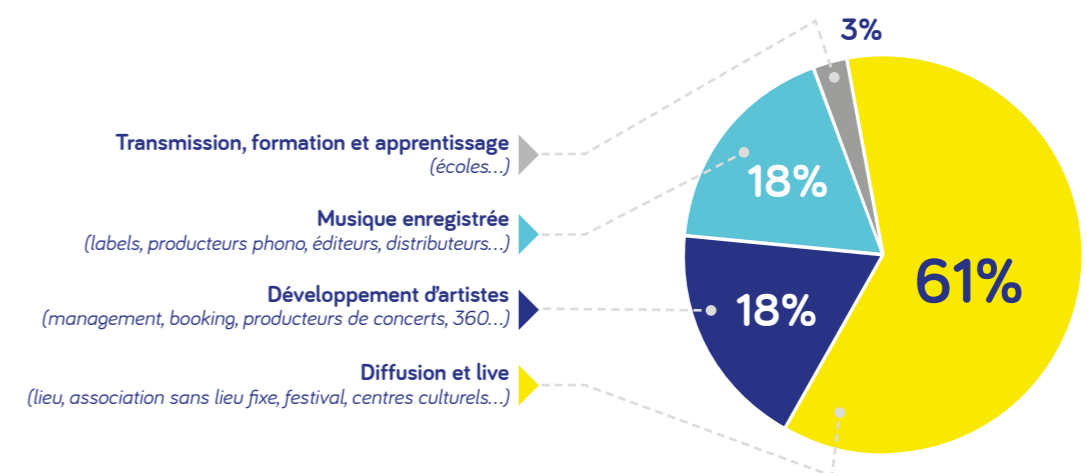 3%
Transmission, formation et apprentissage
(écoles…)
18%
Musique enregistrée
(labels, producteurs phono, éditeurs, distributeurs…)
61%
Développement d'artistes
(management, booking, producteurs de concerts, 360…)
18%
Diffusion et live
(lieu, association sans lieu fixe, festival, centres culturels…)